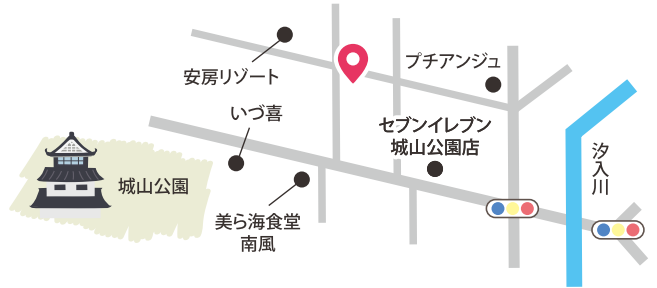 プチアンジュ
安房リゾート
いづ喜
セブンイレブン
城山公園店
汐入川
城山公園
美ら海食堂
南風